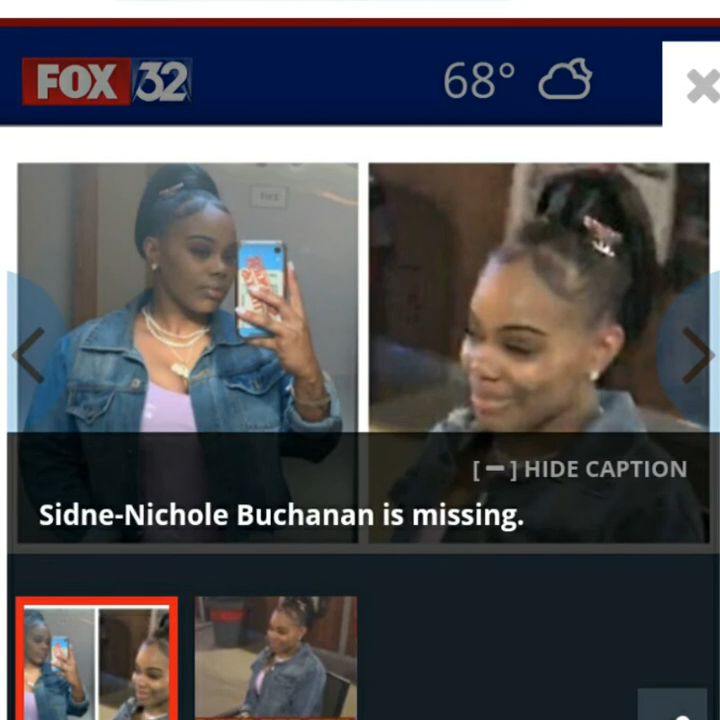 FOX 32
68°
[ − ] HIDE CAPTION
Sidne-Nichole Buchanan is missing.